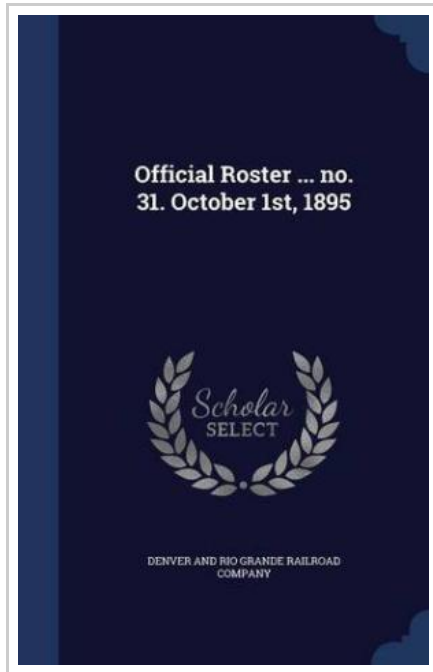 Official Roster ... no.
31. October 1st, 1895
Scholar
SELECT
DENVER AND RIO GRANDE RAILROAD
COMPANY